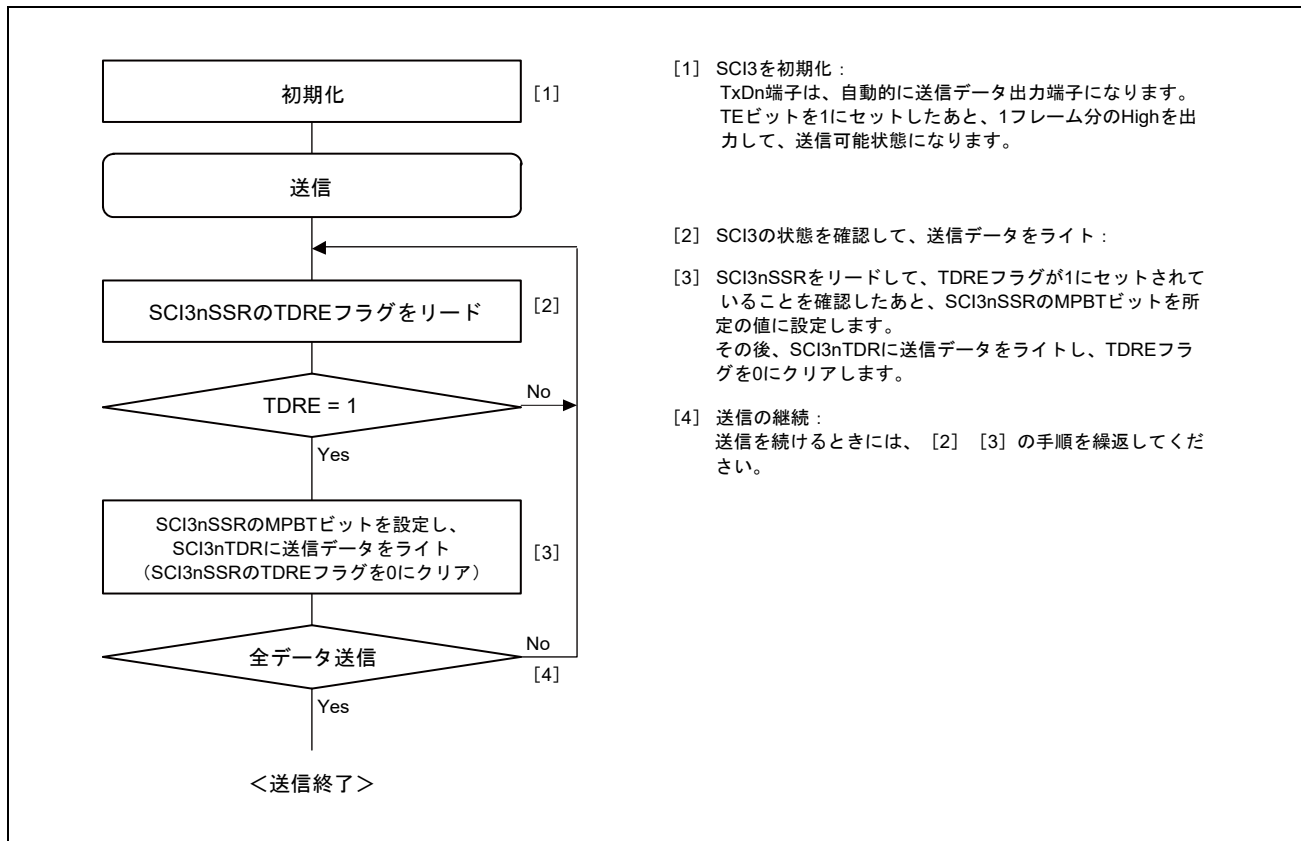 初期化
[1]
送信
SCI3nSSRのTDREフラグをリード
[2]
TDRE = 1
No
Yes
SCI3nSSRのMPBTビットを設定し、
SCI3nTDRに送信データをライト
（SCI3nSSRのTDREフラグを0にクリア）
[3]
全データ送信
No
[4]
Yes
＜送信終了＞
[1] SCI3を初期化：
TxDn端子は、自動的に送信データ出力端子になります。
TEビットを1にセットしたあと、1フレーム分のHighを出
力して、送信可能状態になります。
[2] SCI3の状態を確認して、送信データをライト：
[3] SCI3nSSRをリードして、TDREフラグが1にセットされて
いることを確認したあと、SCI3nSSRのMPBTビットを所
定の値に設定します。
その後、SCI3nTDRに送信データをライトし、TDREフラ
グを0にクリアします。
[4] 送信の継続：
送信を続けるときには、[2] [3] の手順を繰返してくだ
さい。